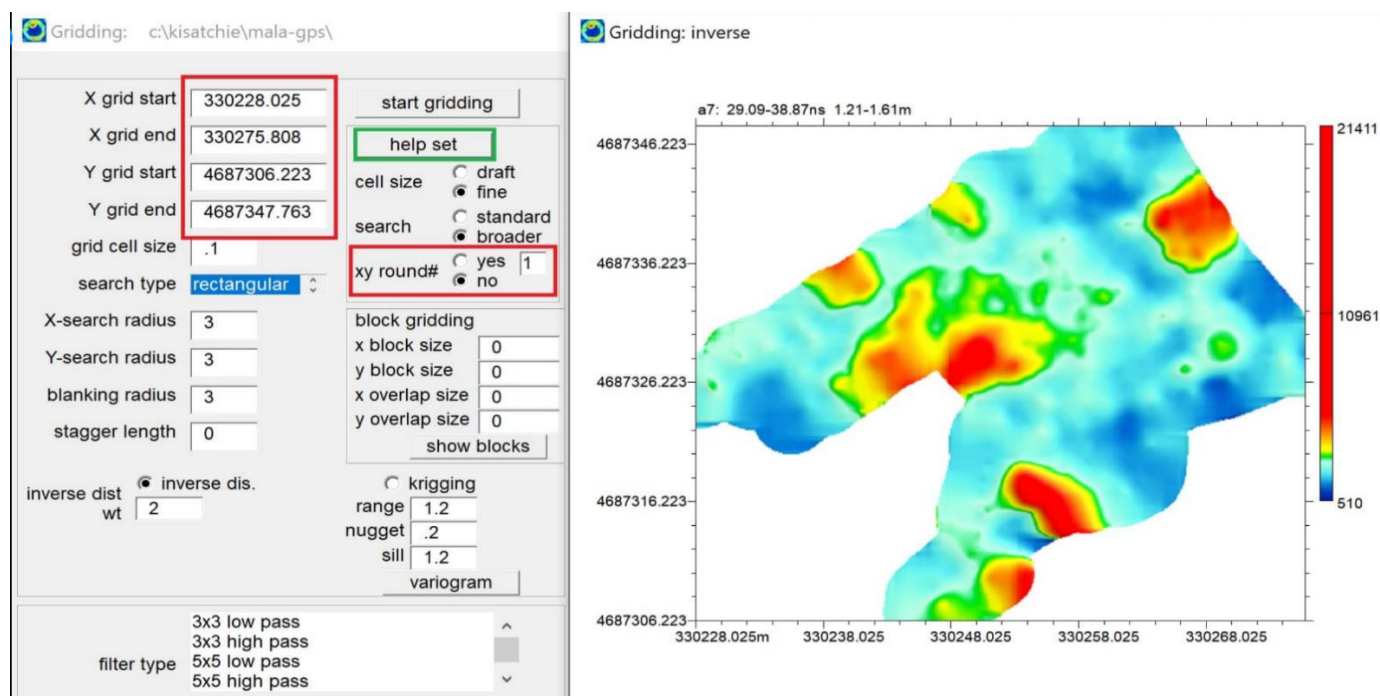 Gridding: c:\kisatchie\mala-gps\
X grid start 330228.025
X grid end 330275.808
Y grid start 4687306.223
Y grid end 4687347.763
grid cell size .1
search type rectangular
X-search radius 3
Y-search radius 3
blanking radius 3
stagger length 0
inverse dis.
inverse dist wt 2
start gridding
help set
cell size draft
fine
search standard
broader
xy round# yes 1
no
block gridding
x block size 0
y block size 0
x overlap size 0
y overlap size 0
show blocks
krigging
range 1.2
nugget .2
sill 1.2
variogram
filter type
3x3 low pass
3x3 high pass
5x5 low pass
5x5 high pass
Gridding: inverse
a7: 29.09-38.87ns 1.21-1.61m
4687346.223
4687336.223
4687326.223
4687316.223
4687306.223
330228.025m 330238.025 330248.025 330258.025 330268.025
21411
10961
510